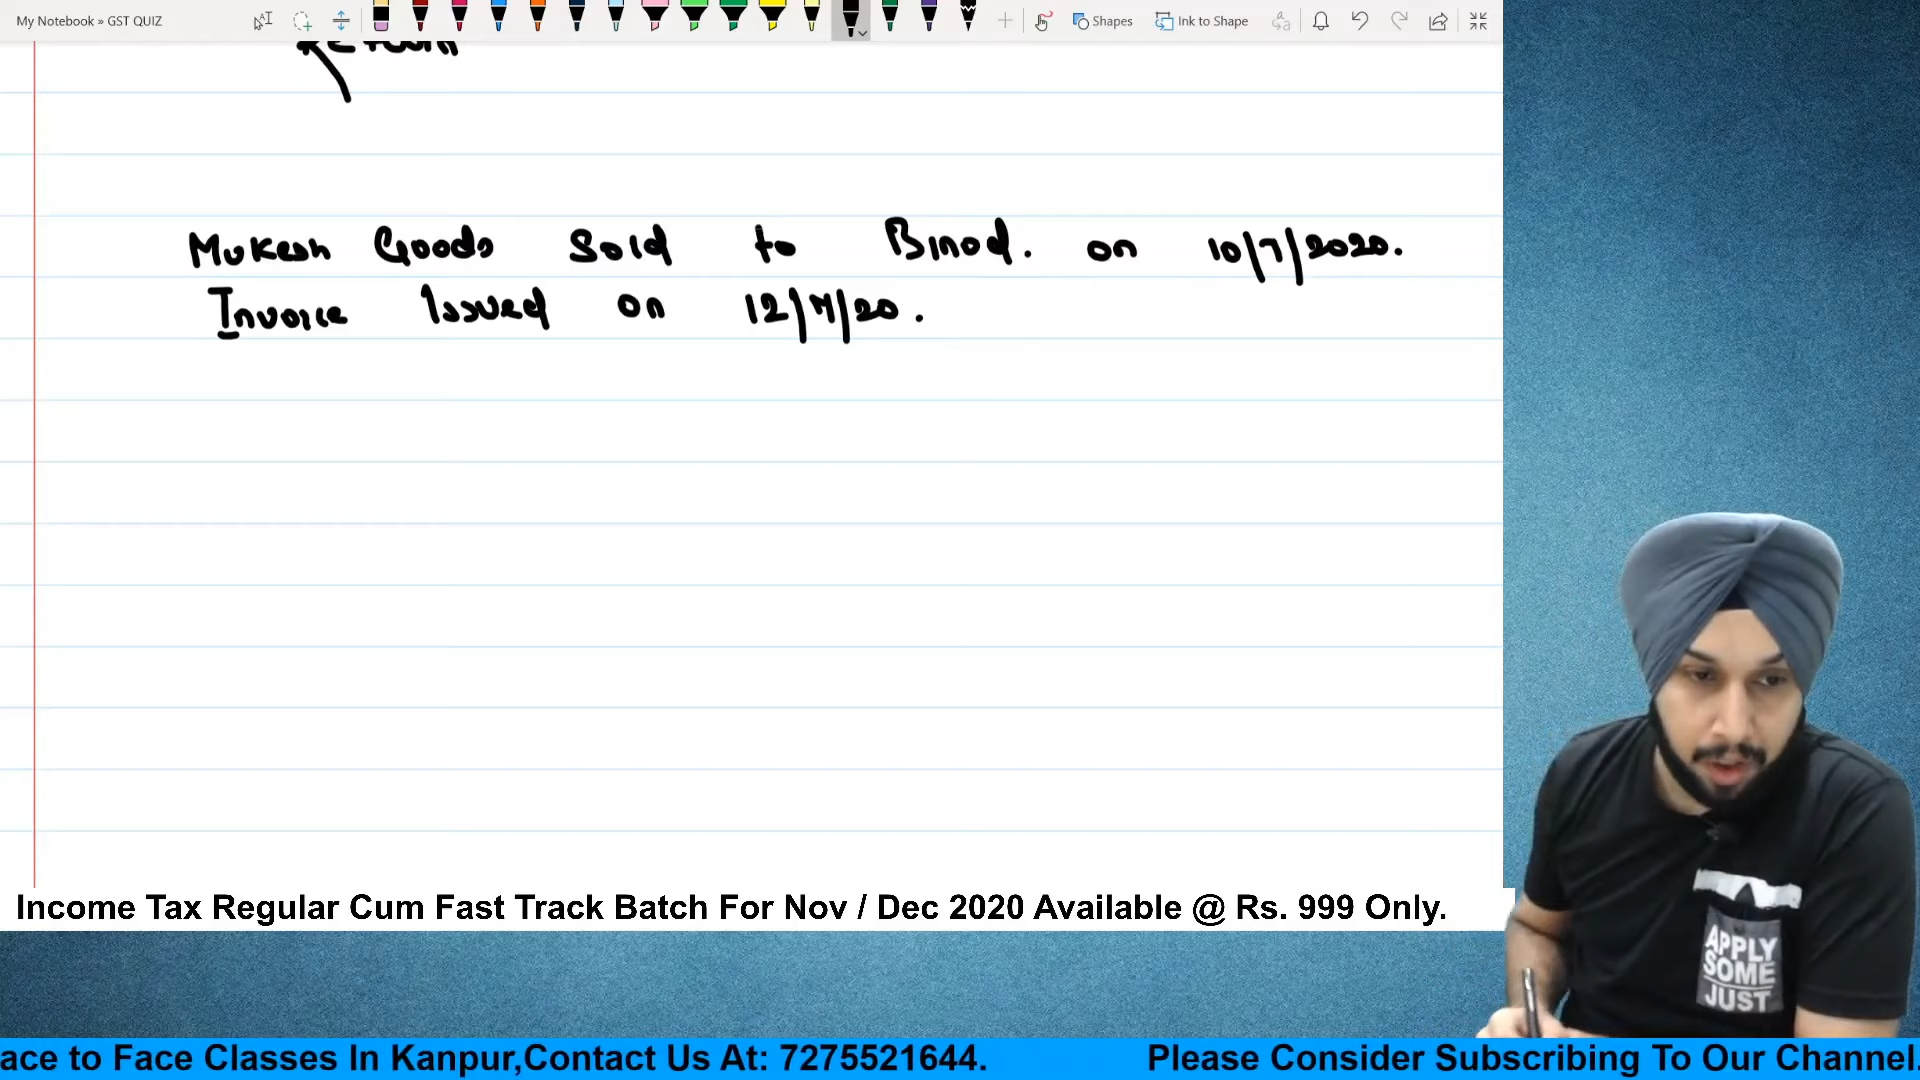 My Notebook » GST QUIZ
Shapes
Ink to Shape
return
Mukesh Goods Sold to Binod. on 10/7/2020.
Invoice Issued on 12/7/20.
APPLY
SOME
JUST
Income Tax Regular Cum Fast Track Batch For Nov / Dec 2020 Available @ Rs. 999 Only.
ace to Face Classes In Kanpur,Contact Us At: 7275521644. Please Consider Subscribing To Our Channel.